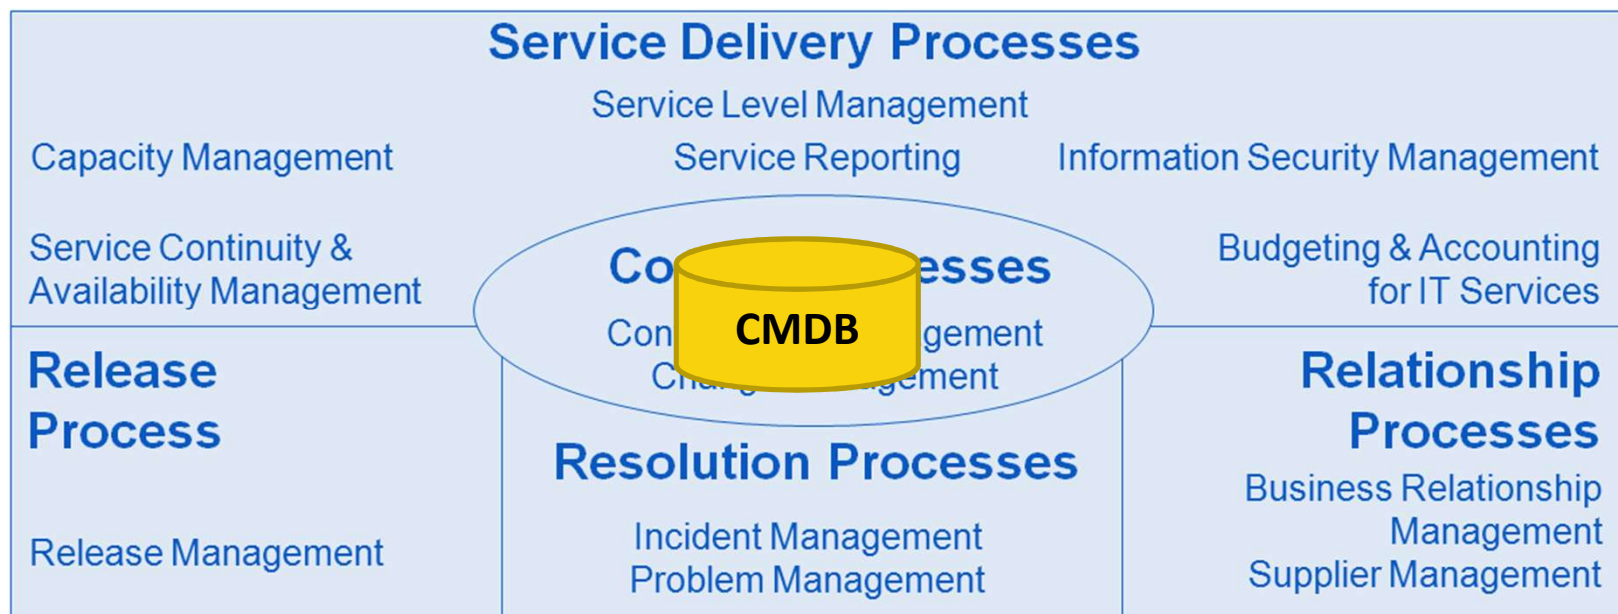 Service Delivery Processes
Service Level Management
Capacity Management
Service Reporting
Information Security Management
Service Continuity &
Availability Management
Budgeting & Accounting
for IT Services
CMDB
Release
Process
Release Management
Resolution Processes
Incident Management
Problem Management
Relationship
Processes
Business Relationship
Management
Supplier Management